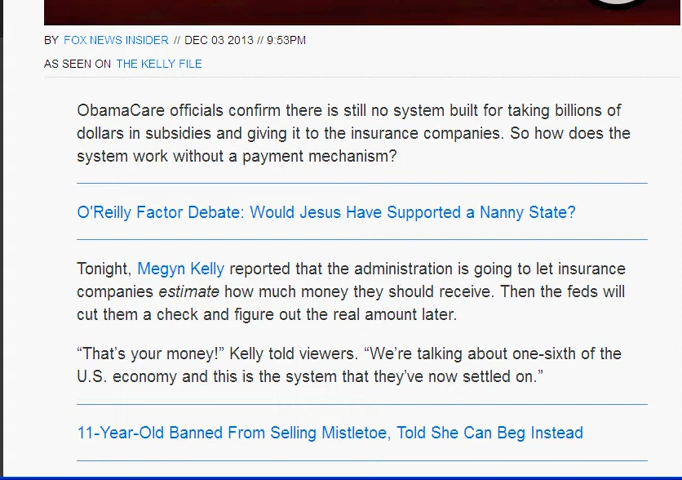 BY FOX NEWS INSIDER // DEC 03 2013 // 9:53PM
AS SEEN ON THE KELLY FILE
ObamaCare officials confirm there is still no system built for taking billions of
dollars in subsidies and giving it to the insurance companies. So how does the
system work without a payment mechanism?
O'Reilly Factor Debate: Would Jesus Have Supported a Nanny State?
Tonight, Megyn Kelly reported that the administration is going to let insurance
companies estimate how much money they should receive. Then the feds will
cut them a check and figure out the real amount later.
“That’s your money!” Kelly told viewers. “We’re talking about one-sixth of the
U.S. economy and this is the system that they’ve now settled on.”
11-Year-Old Banned From Selling Mistletoe, Told She Can Beg Instead